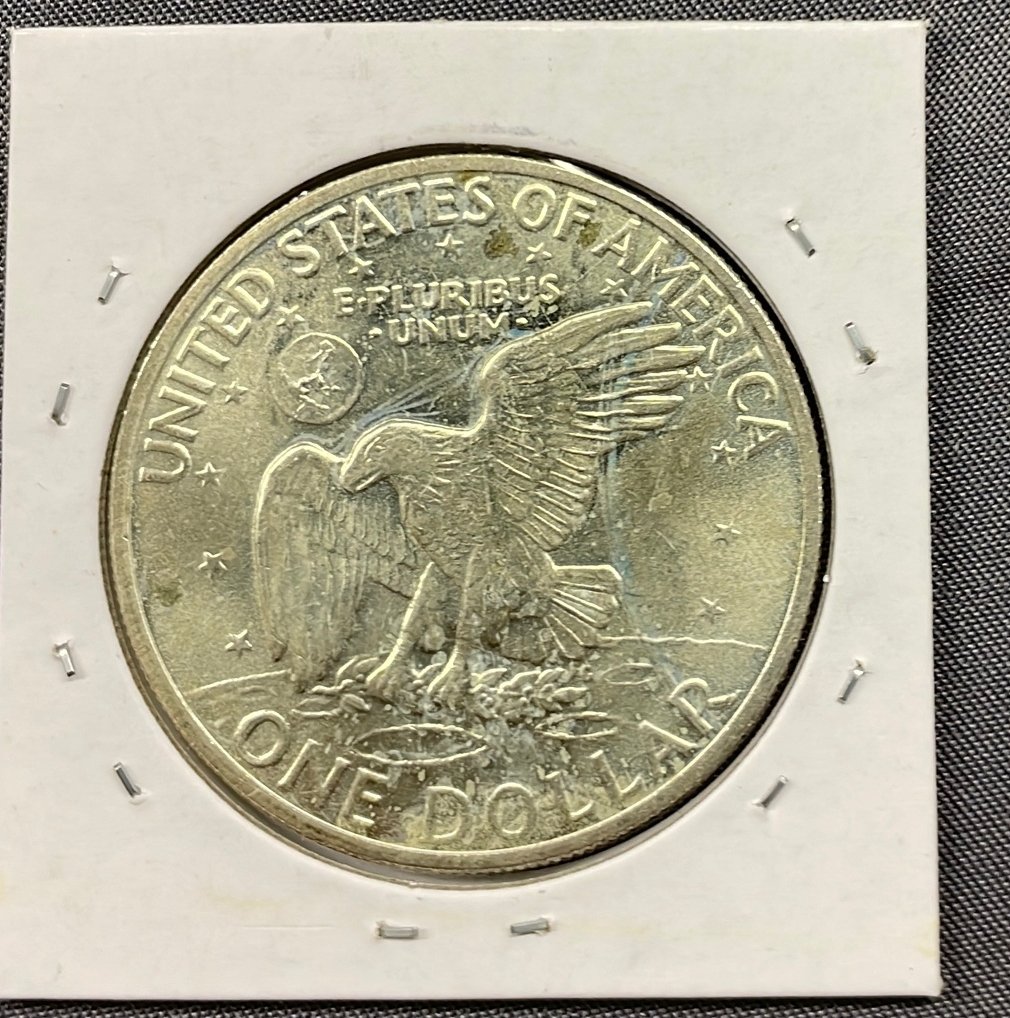 UNITED STATES OF AMERICA
E·PLURIBUS
·UNUM·
ONE DOLLAR